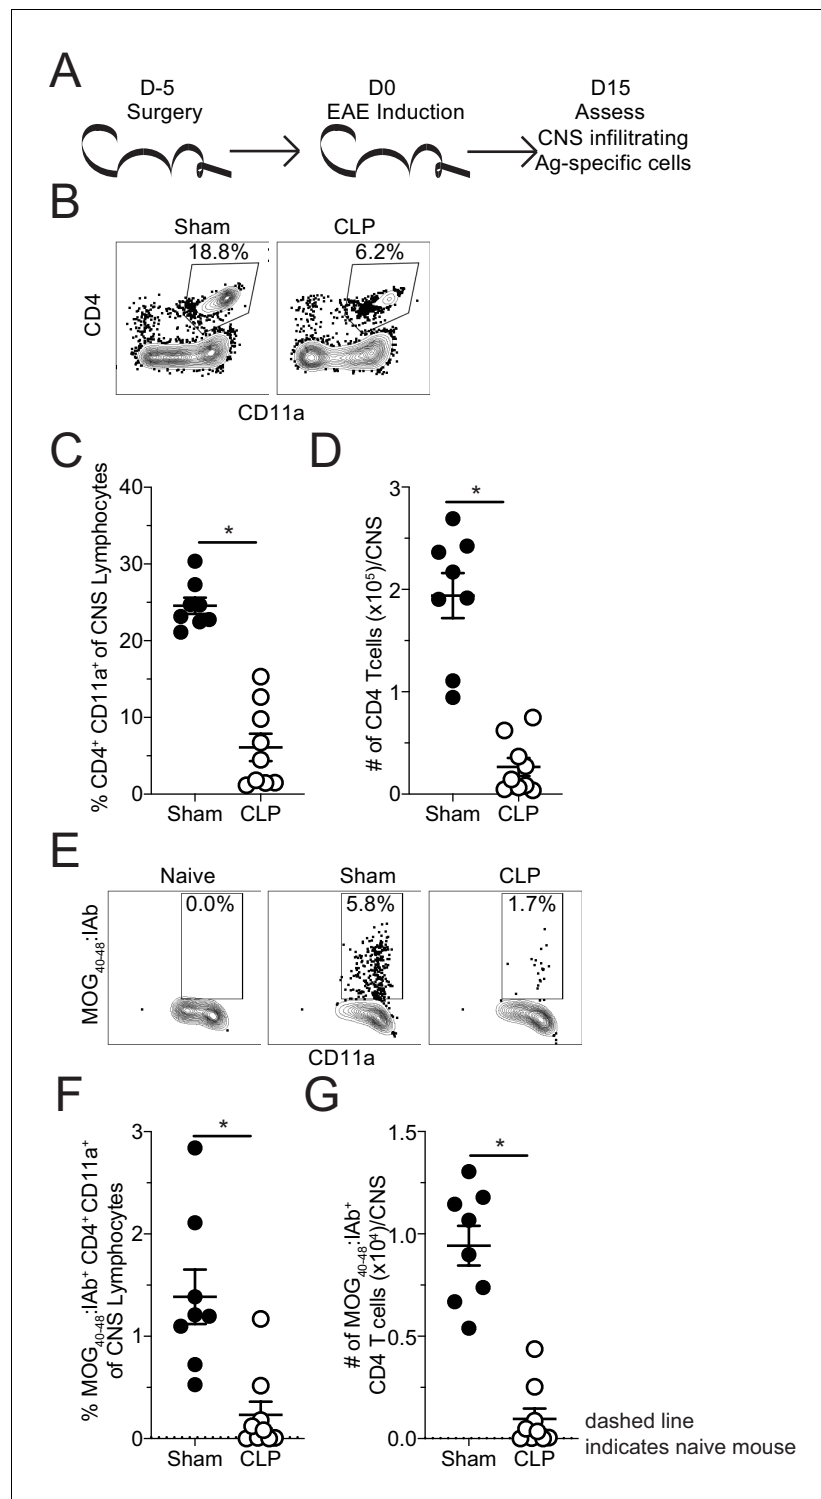 A
D-5
Surgery
D0
EAE Induction
D15
Assess
CNS infiltrating
Ag-specific cells
B
Sham
CLP
18.8%
6.2%
CD4
CD11a
C
% CD4⁺ CD11a⁺ of CNS Lymphocytes
40
30
20
10
0
Sham
CLP
*
D
# of CD4 Tcells (x10⁵)/CNS
3
2
1
0
Sham
CLP
*
E
Naive
Sham
CLP
0.0%
5.8%
1.7%
MOG₄₀₋₄₈:IAb
CD11a
F
% MOG₄₀₋₄₈:IAb⁺ CD4⁺ CD11a⁺
of CNS Lymphocytes
3
2
1
0
Sham
CLP
*
G
# of MOG₄₀₋₄₈:IAb⁺
CD4 T cells (x10⁴)/CNS
1.5
1.0
0.5
0.0
Sham
CLP
*
dashed line
indicates naive mouse